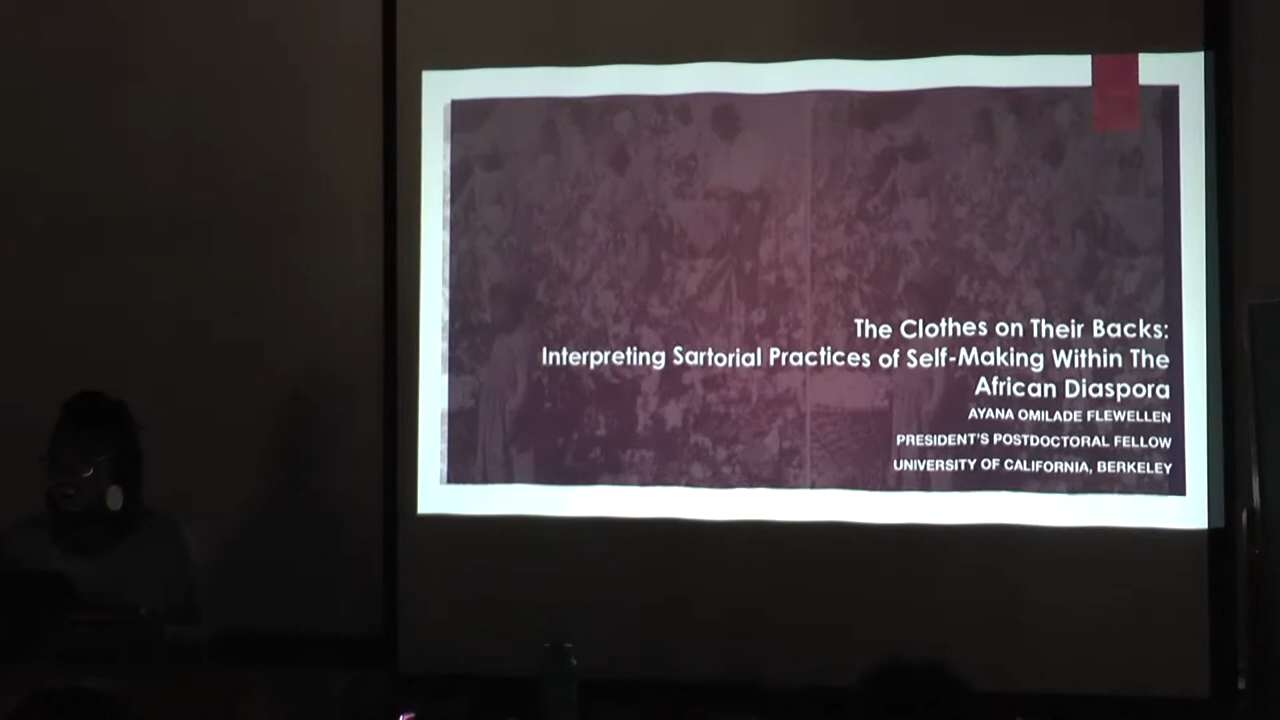 The Clothes on Their Backs:
Interpreting Sartorial Practices of Self-Making Within The
African Diaspora
AYANA OMILADE FLEWELLEN
PRESIDENT'S POSTDOCTORAL FELLOW
UNIVERSITY OF CALIFORNIA, BERKELEY